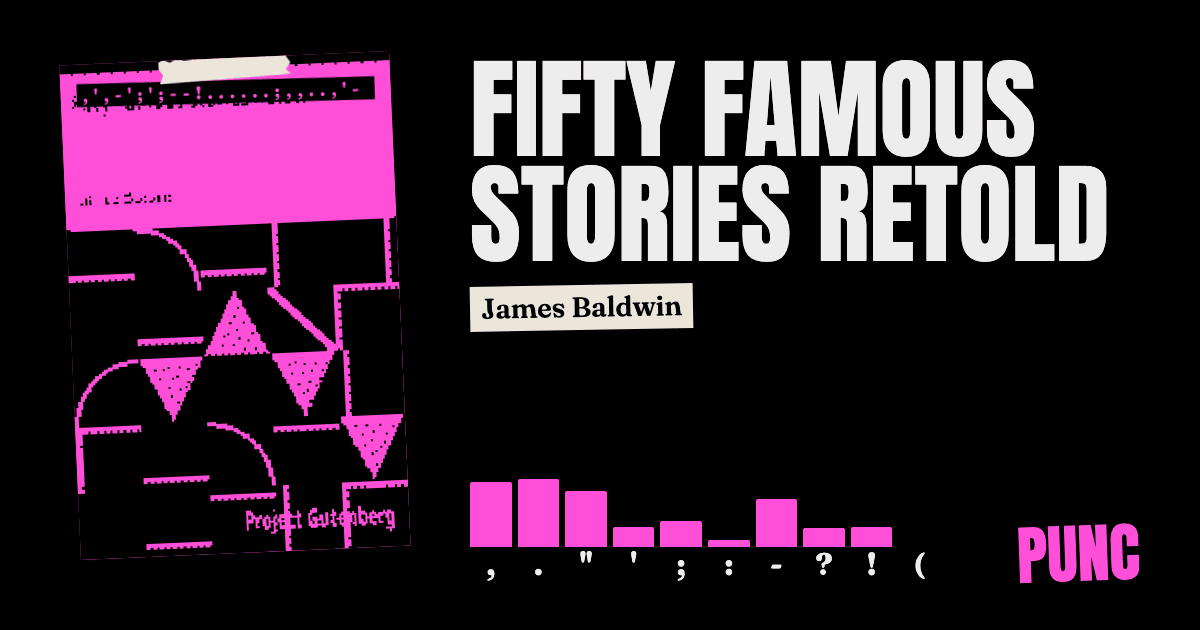 ,',-';';--!......;,,..,'-
Project Gutenberg
FIFTY FAMOUS
STORIES RETOLD
James Baldwin
, . " ' ; : - ? ! (
PUNC